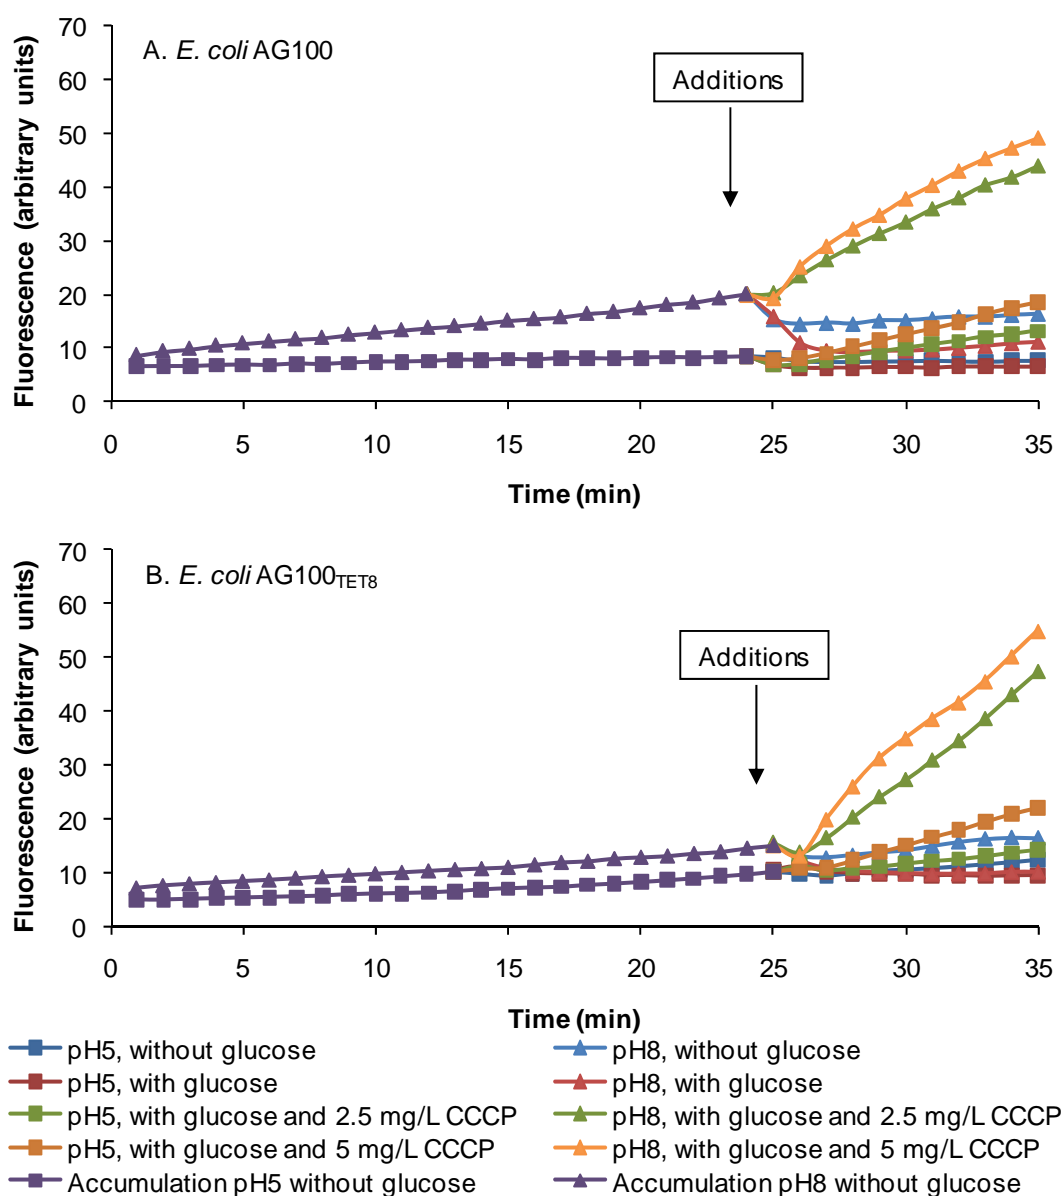 70
A. E. coli AG100
60
Additions
50
40
30
20
10
0
Fluorescence (arbitrary units)
0 5 10 15 20 25 30 35
Time (min)
70
B. E. coli AG100TET8
60
50
Additions
40
30
20
10
0
Fluorescence (arbitrary units)
0 5 10 15 20 25 30 35
Time (min)
pH5, without glucose
pH8, without glucose
pH5, with glucose
pH8, with glucose
pH5, with glucose and 2.5 mg/L CCCP
pH8, with glucose and 2.5 mg/L CCCP
pH5, with glucose and 5 mg/L CCCP
pH8, with glucose and 5 mg/L CCCP
Accumulation pH5 without glucose
Accumulation pH8 without glucose